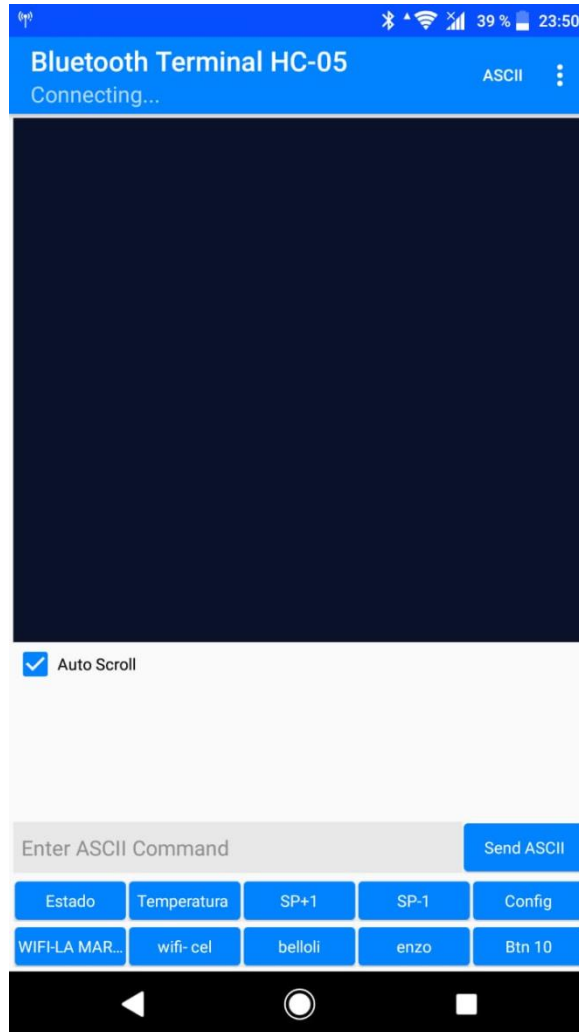 39 % 23:50
Bluetooth Terminal HC-05
ASCII
Connecting...
Auto Scroll
Enter ASCII Command
Send ASCII
Estado Temperatura SP+1 SP-1 Config
WIFI-LA MAR... wifi- cel belloli enzo Btn 10